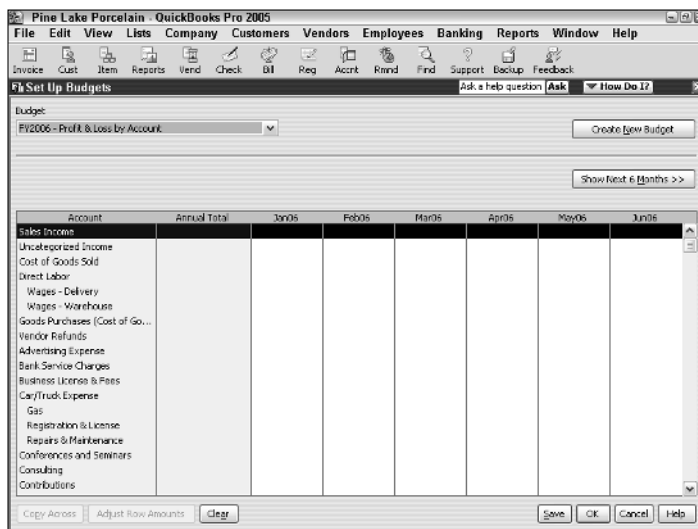 Pine Lake Porcelain - QuickBooks Pro 2005
File Edit View Lists Company Customers Vendors Employees Banking Reports Window Help
Invoice Cust Item Reports Vend Check Bill Reg Accnt Rmnd Find Support Backup Feedback
Set Up Budgets Ask a help question Ask How Do I?
Budget
FY2006 - Profit & Loss by Account
Create New Budget
Show Next 6 Months >>
Account Annual Total Jan06 Feb06 Mar06 Apr06 May06 Jun06
Sales Income
Uncategorized Income
Cost of Goods Sold
Direct Labor
Wages - Delivery
Wages - Warehouse
Goods Purchases (Cost of Go...
Vendor Refunds
Advertising Expense
Bank Service Charges
Business License & Fees
Car/Truck Expense
Gas
Registration & License
Repairs & Maintenance
Conferences and Seminars
Consulting
Contributions
Copy Across Adjust Row Amounts Clear Save OK Cancel Help